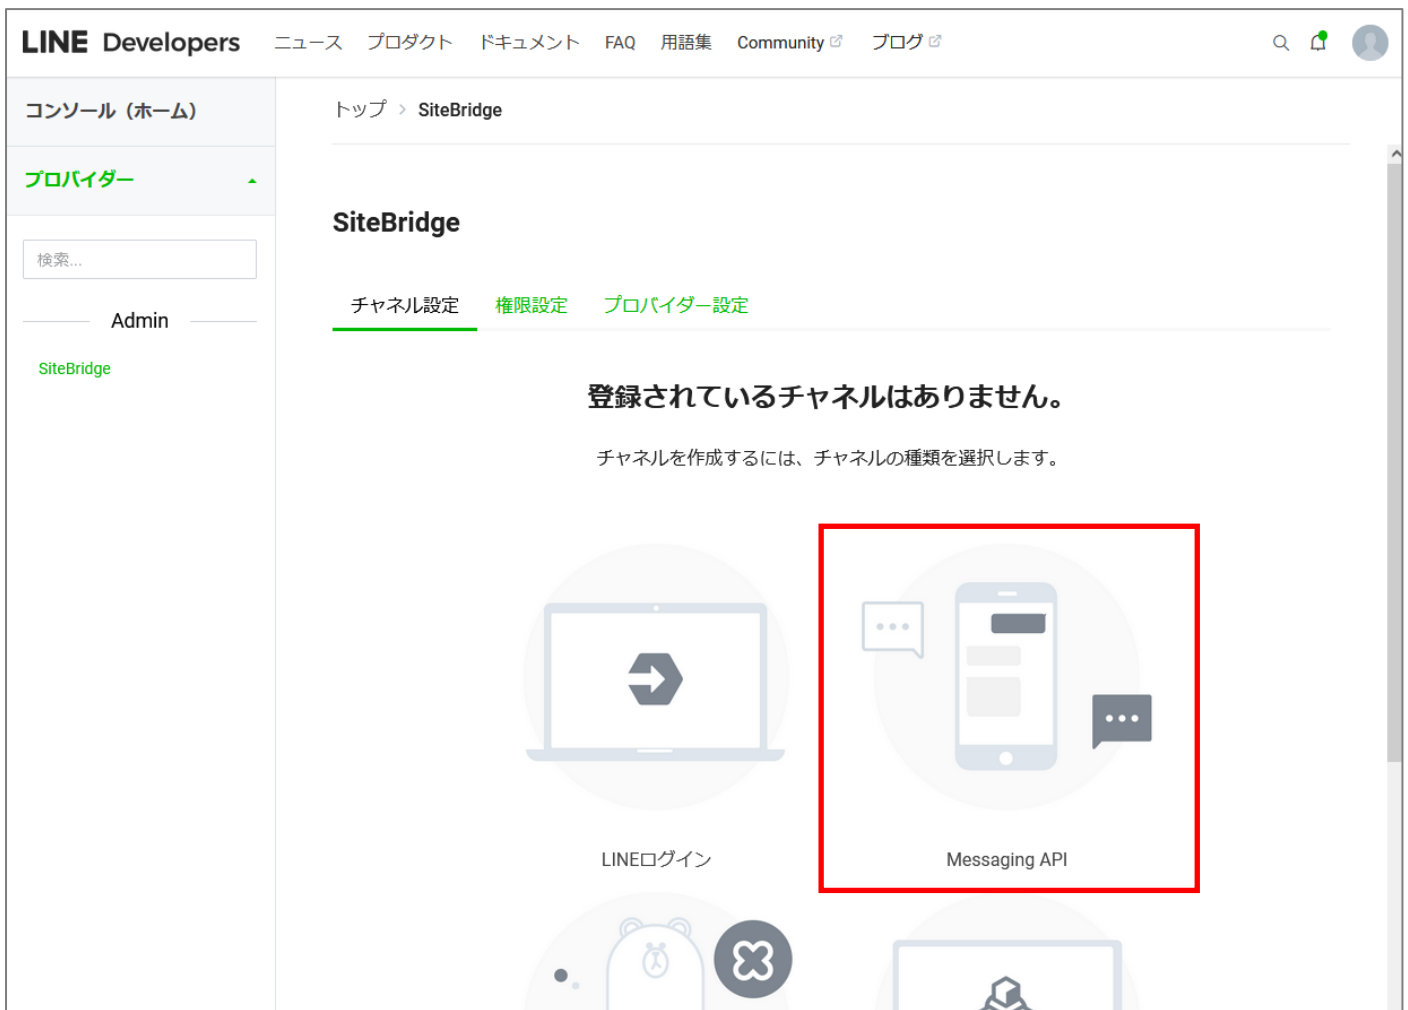 LINE Developers ニュース プロダクト ドキュメント FAQ 用語集 Community ブログ
コンソール（ホーム）
トップ > SiteBridge
プロバイダー
SiteBridge
検索...
チャネル設定 権限設定 プロバイダー設定
Admin
SiteBridge
登録されているチャネルはありません。
チャネルを作成するには、チャネルの種類を選択します。
LINEログイン
Messaging API